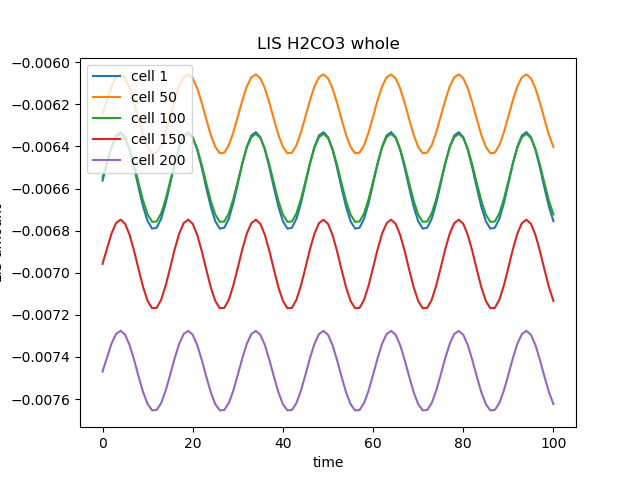 LIS H2CO3 whole
cell 1
cell 50
cell 100
cell 150
cell 200
−0.0060
−0.0062
−0.0064
−0.0066
−0.0068
−0.0070
−0.0072
−0.0074
−0.0076
0
20
40
60
80
100
time